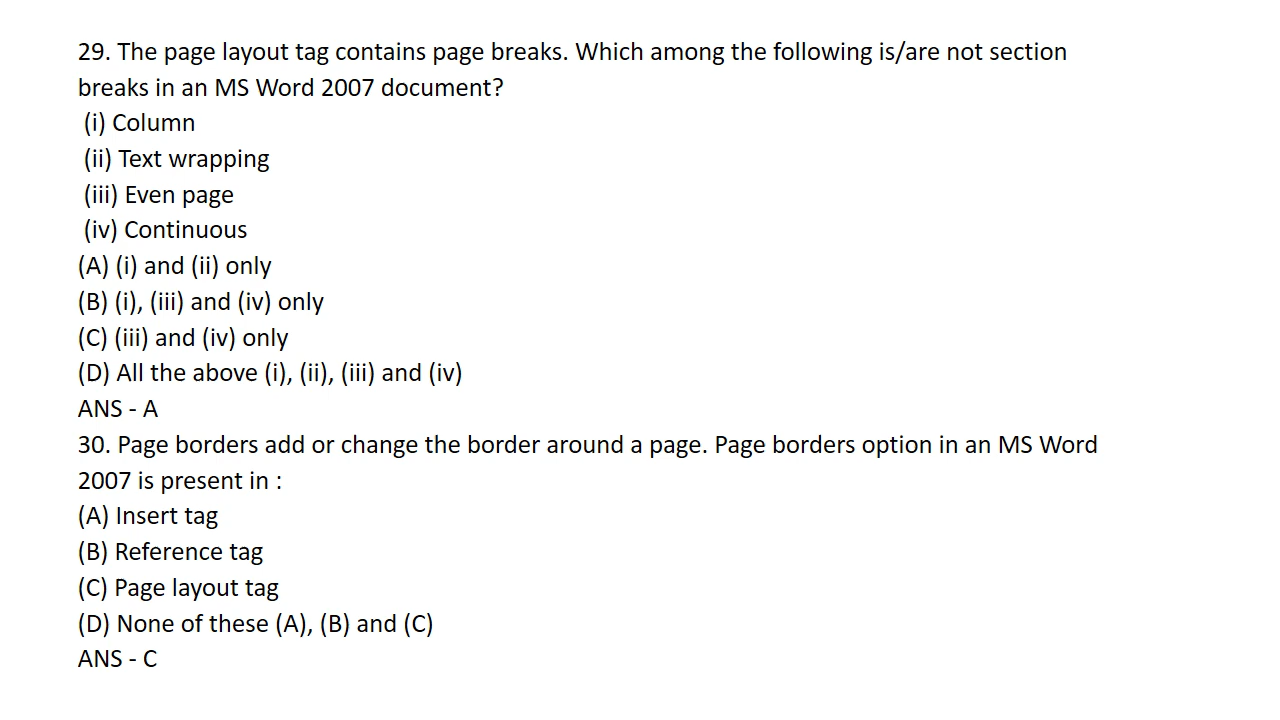 29. The page layout tag contains page breaks. Which among the following is/are not section
breaks in an MS Word 2007 document?
(i) Column
(ii) Text wrapping
(iii) Even page
(iv) Continuous
(A) (i) and (ii) only
(B) (i), (iii) and (iv) only
(C) (iii) and (iv) only
(D) All the above (i), (ii), (iii) and (iv)
ANS - A
30. Page borders add or change the border around a page. Page borders option in an MS Word
2007 is present in :
(A) Insert tag
(B) Reference tag
(C) Page layout tag
(D) None of these (A), (B) and (C)
ANS - C